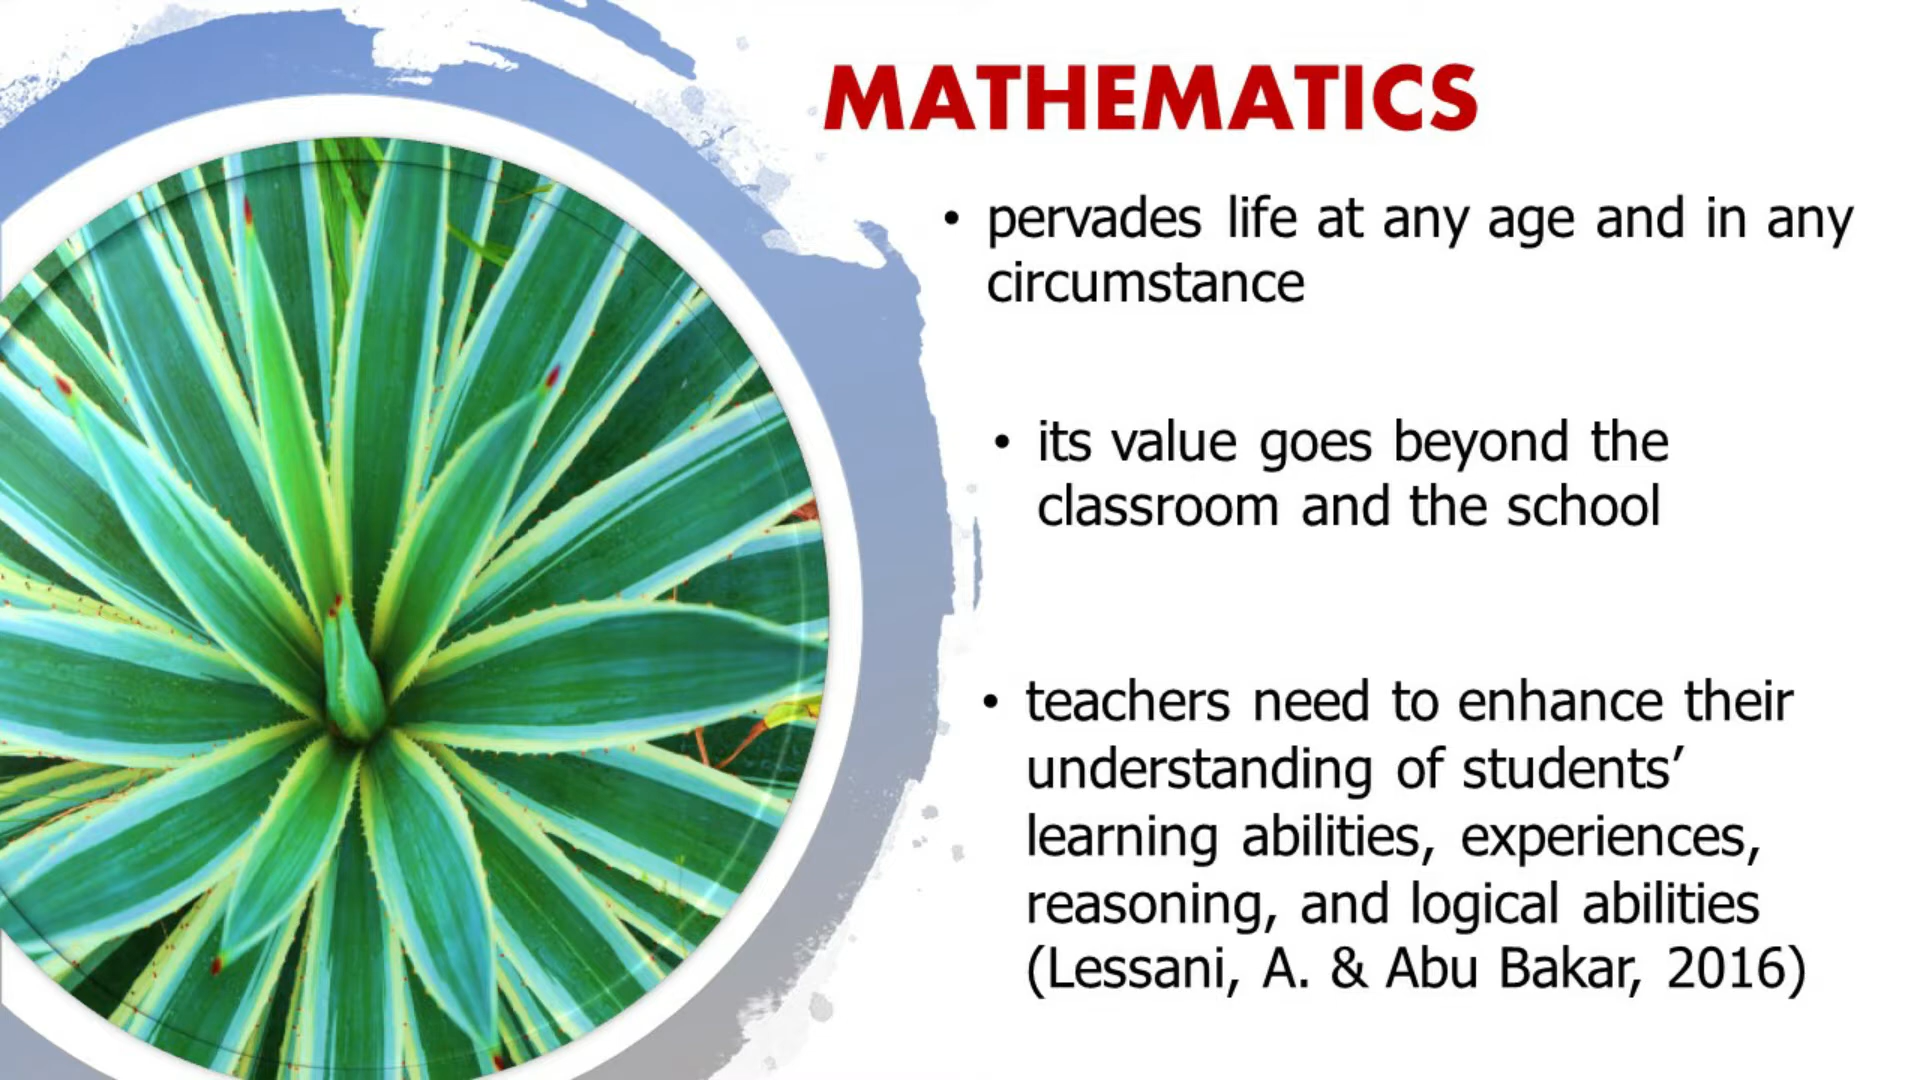 MATHEMATICS
• pervades life at any age and in any
circumstance
• its value goes beyond the
classroom and the school
• teachers need to enhance their
understanding of students’
learning abilities, experiences,
reasoning, and logical abilities
(Lessani, A. & Abu Bakar, 2016)